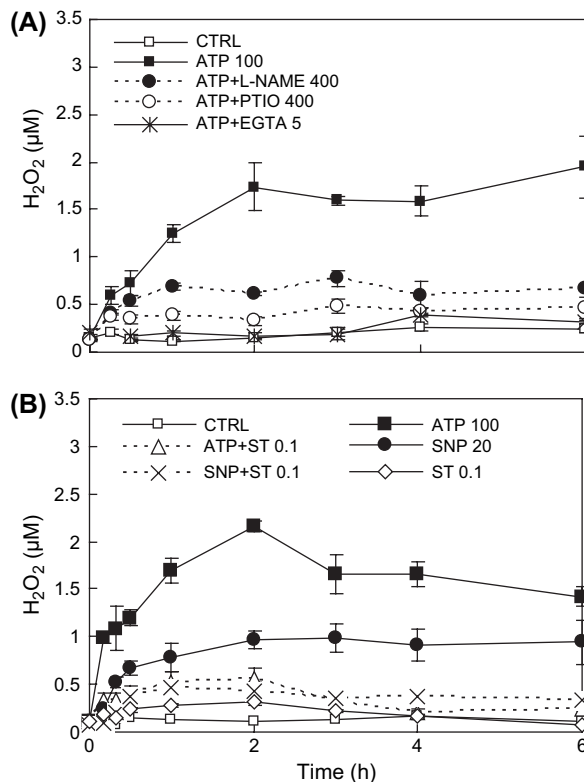 (A)
3.5
3
2.5
2
1.5
1
0.5
0
H₂O₂ (µM)
CTRL
ATP 100
ATP+L-NAME 400
ATP+PTIO 400
ATP+EGTA 5
(B)
3.5
3
2.5
2
1.5
1
0.5
0
H₂O₂ (µM)
CTRL
ATP+ST 0.1
SNP+ST 0.1
ATP 100
SNP 20
ST 0.1
0 2 4 6
Time (h)